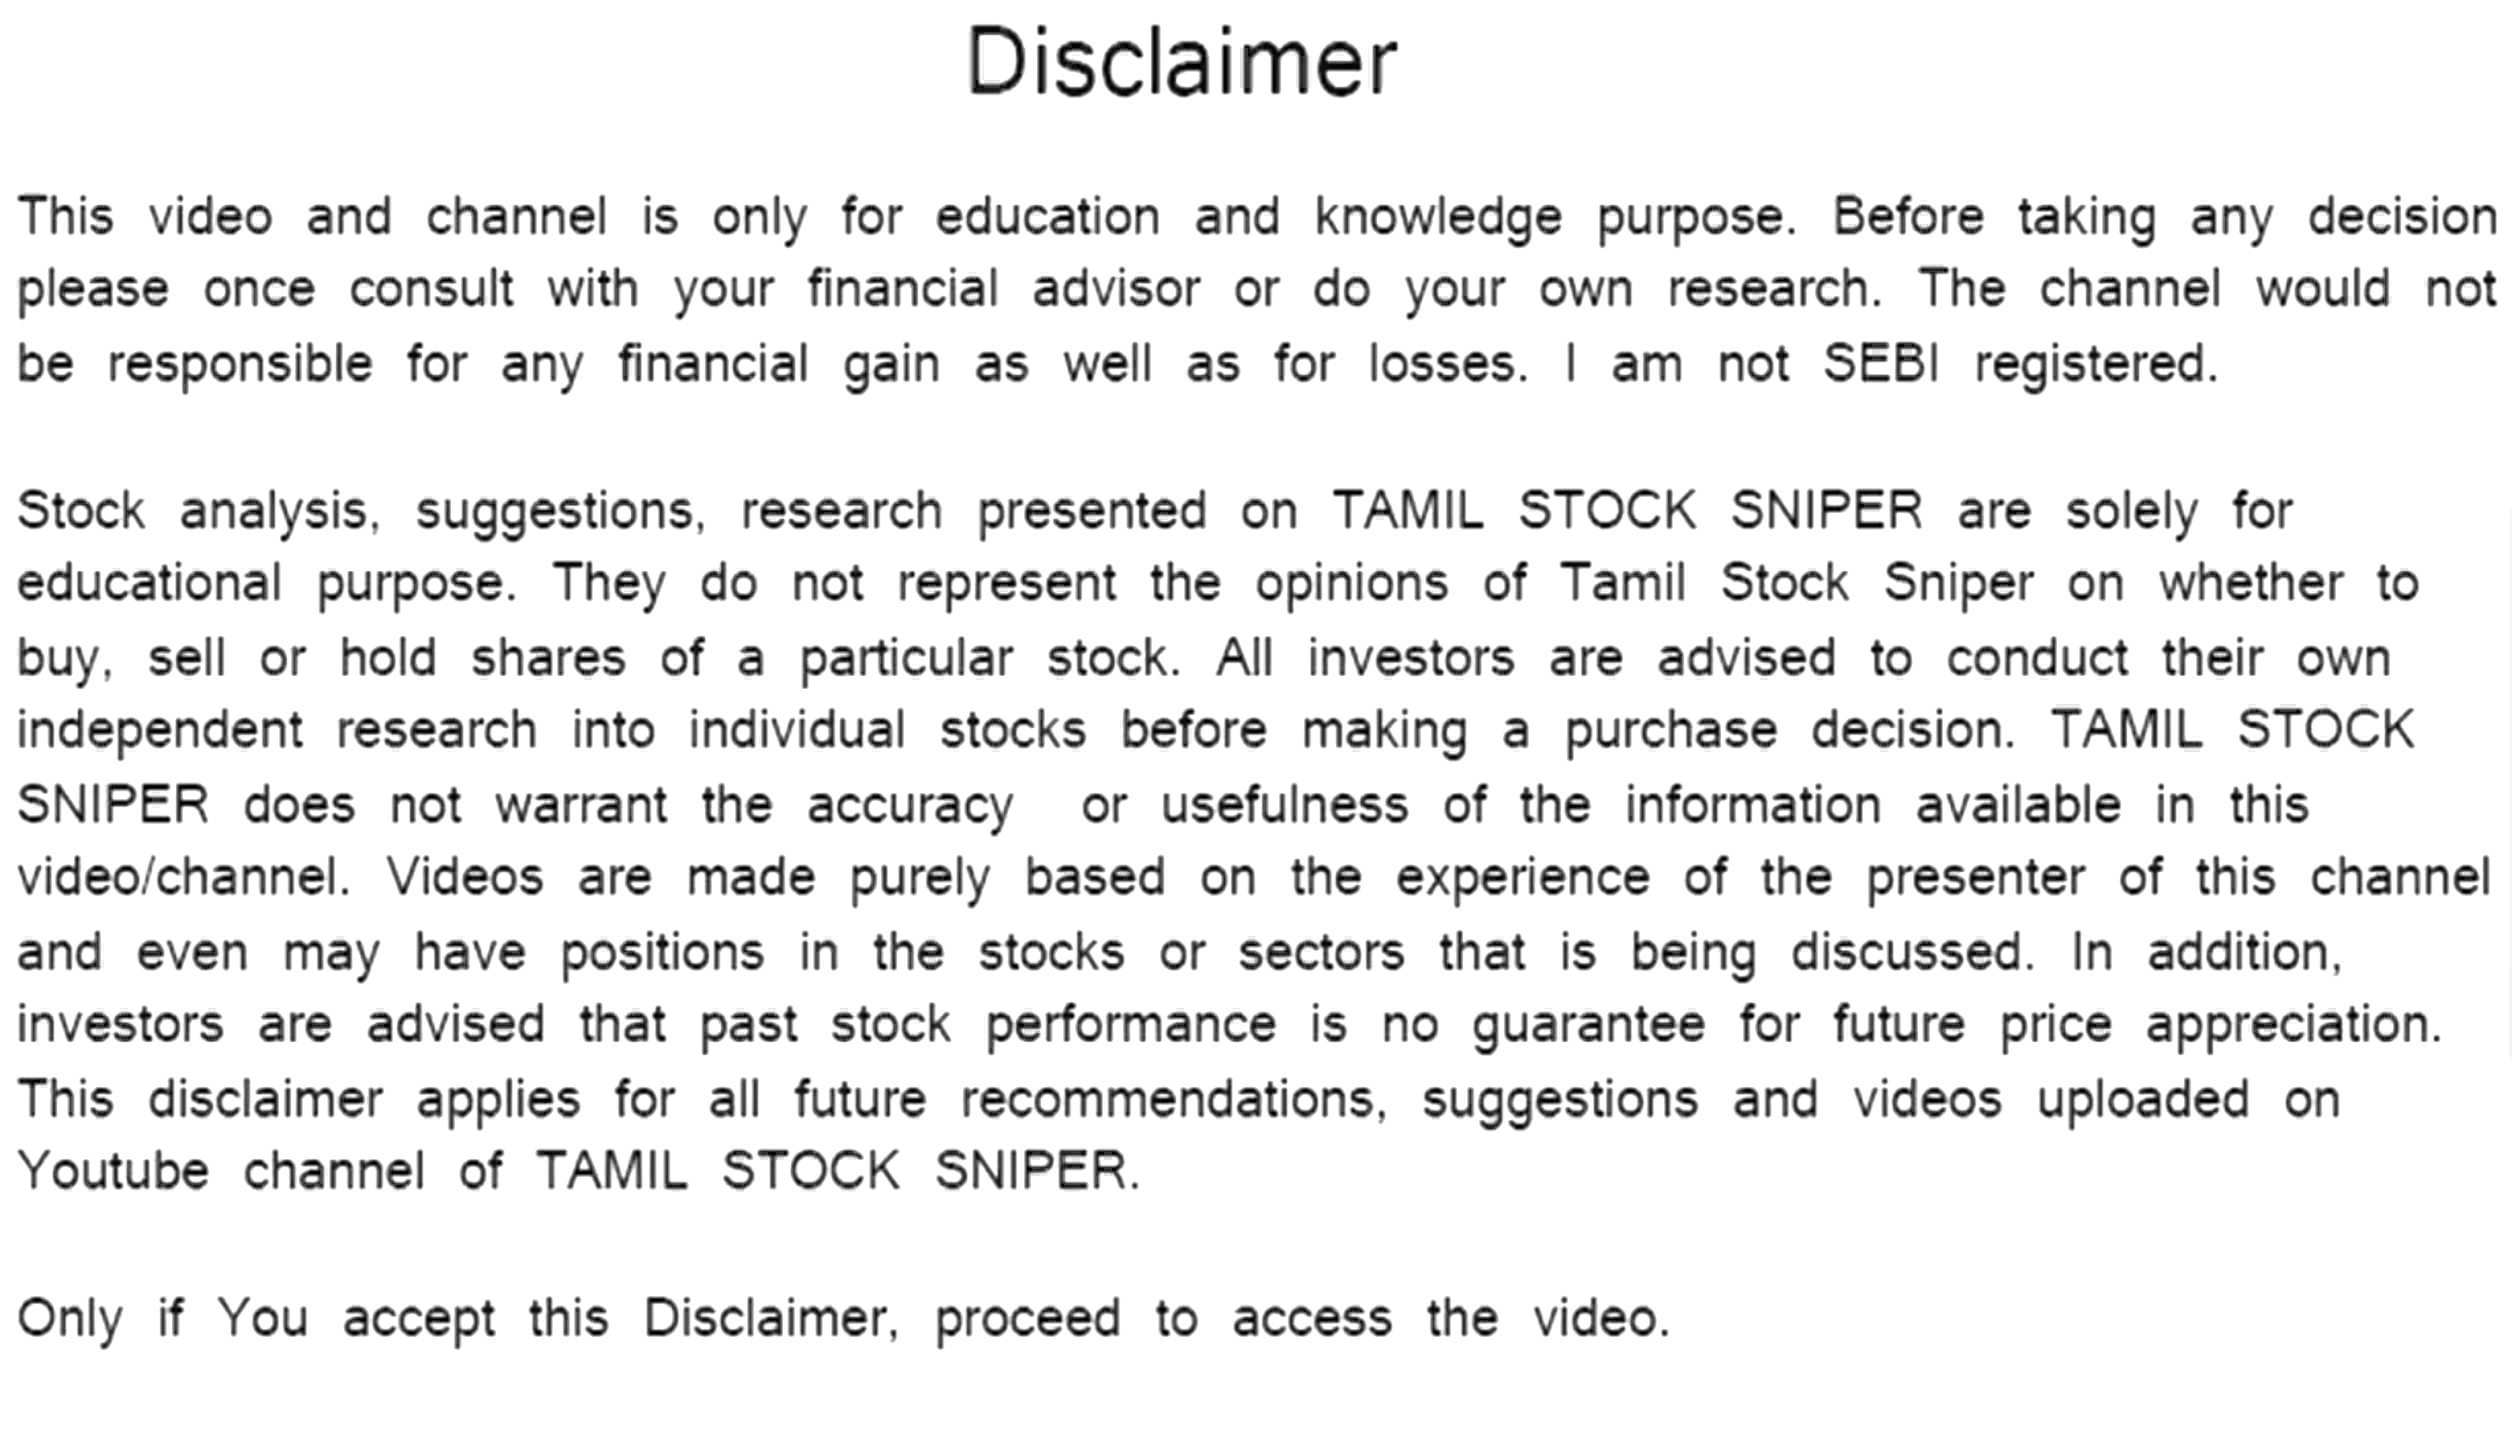 Disclaimer
This video and channel is only for education and knowledge purpose. Before taking any decision
please once consult with your financial advisor or do your own research. The channel would not
be responsible for any financial gain as well as for losses. I am not SEBI registered.
Stock analysis, suggestions, research presented on TAMIL STOCK SNIPER are solely for
educational purpose. They do not represent the opinions of Tamil Stock Sniper on whether to
buy, sell or hold shares of a particular stock. All investors are advised to conduct their own
independent research into individual stocks before making a purchase decision. TAMIL STOCK
SNIPER does not warrant the accuracy or usefulness of the information available in this
video/channel. Videos are made purely based on the experience of the presenter of this channel
and even may have positions in the stocks or sectors that is being discussed. In addition,
investors are advised that past stock performance is no guarantee for future price appreciation.
This disclaimer applies for all future recommendations, suggestions and videos uploaded on
Youtube channel of TAMIL STOCK SNIPER.
Only if You accept this Disclaimer, proceed to access the video.